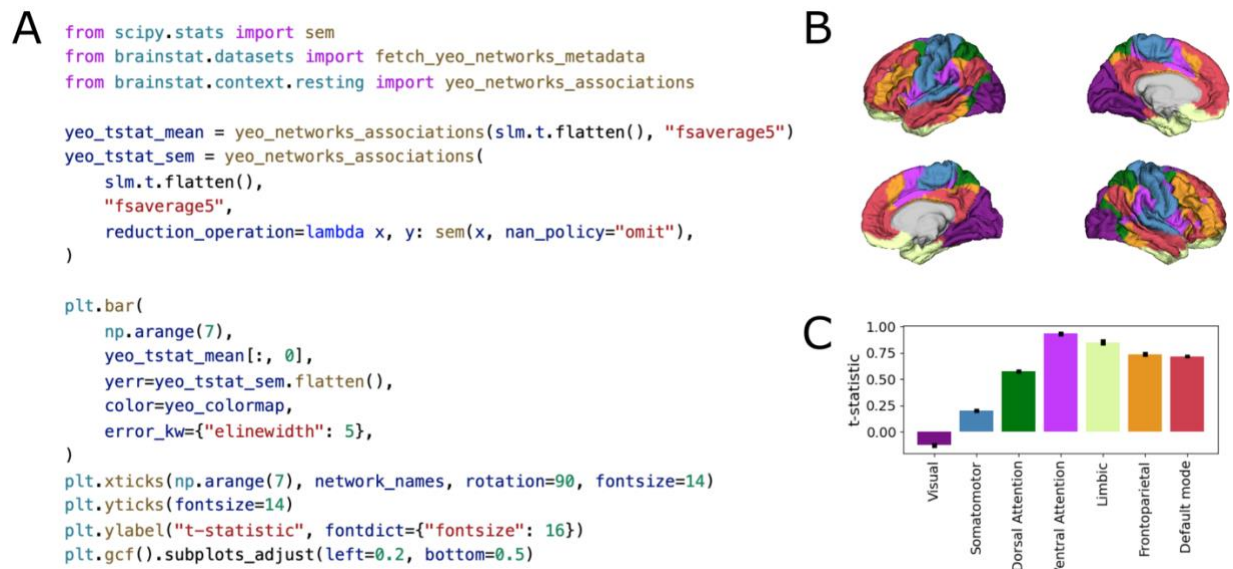 A
from scipy.stats import sem
from brainstat.datasets import fetch_yeo_networks_metadata
from brainstat.context.resting import yeo_networks_associations
yeo_tstat_mean = yeo_networks_associations(slm.t.flatten(), "fsaverage5")
yeo_tstat_sem = yeo_networks_associations(
    slm.t.flatten(),
    "fsaverage5",
    reduction_operation=lambda x, y: sem(x, nan_policy="omit"),
)
plt.bar(
    np.arange(7),
    yeo_tstat_mean[:, 0],
    yerr=yeo_tstat_sem.flatten(),
    color=yeo_colormap,
    error_kw={"elinewidth": 5},
)
plt.xticks(np.arange(7), network_names, rotation=90, fontsize=14)
plt.yticks(fontsize=14)
plt.ylabel("t-statistic", fontdict={"fontsize": 16})
plt.gcf().subplots_adjust(left=0.2, bottom=0.5)
B
C
t-statistic
1.00
0.75
0.50
0.25
0.00
Visual
Somatomotor
Dorsal Attention
Ventral Attention
Limbic
Frontoparietal
Default mode